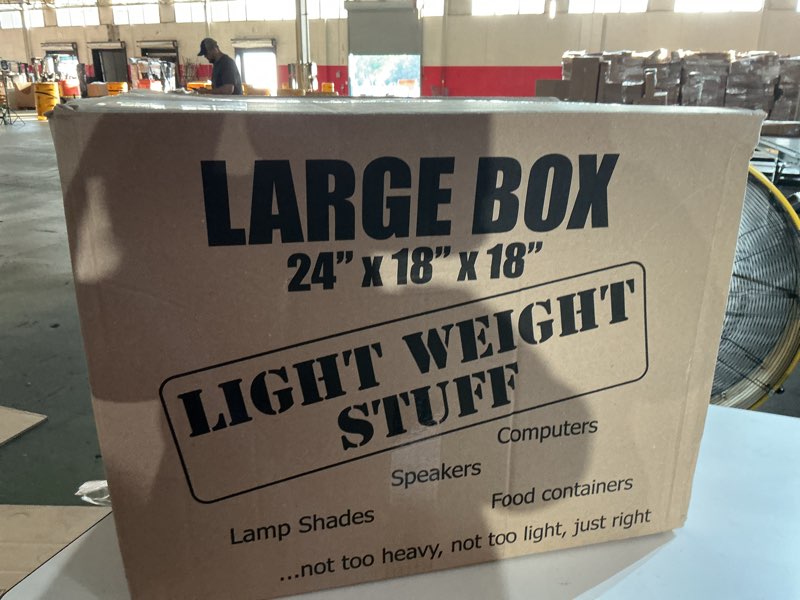 LARGE BOX
24” x 18” x 18”
LIGHT WEIGHT
STUFF
Computers
Speakers
Food containers
Lamp Shades
...not too heavy, not too light, just right